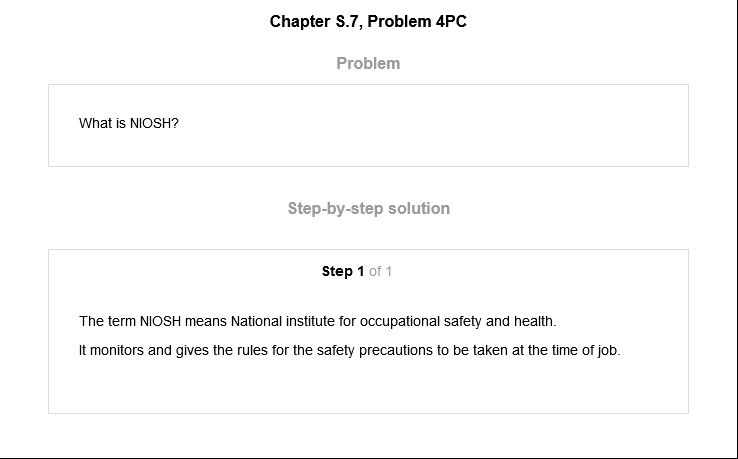 Chapter S.7, Problem 4PC
Problem
What is NIOSH?
Step-by-step solution
Step 1 of 1
The term NIOSH means National institute for occupational safety and health.
It monitors and gives the rules for the safety precautions to be taken at the time of job.